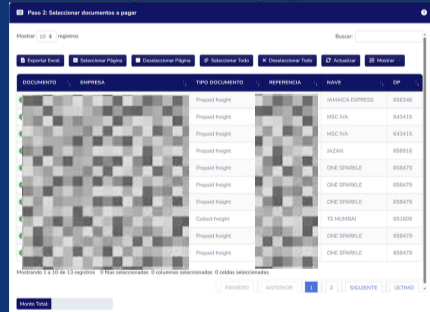 Paso 2: Seleccionar documentos a pagar
Mostrar 10 registros
Buscar:
Exportar Excel Seleccionar Página Deseleccionar Página Seleccionar Todo Deseleccionar Todo Actualizar Mostrar
DOCUMENTO EMPRESA TIPO DOCUMENTO REFERENCIA NAVE DP
Prepaid freight JAMAICA EXPRESS
Prepaid freight MSC IVA 643415
Prepaid freight MSC IVA 643415
Prepaid freight JAZAN 658918
Prepaid freight ONE SPARKLE 658479
Prepaid freight ONE SPARKLE 658479
Prepaid freight ONE SPARKLE 658479
Collect freight TS MUMBAI 651609
Prepaid freight ONE SPARKLE 658479
Prepaid freight ONE SPARKLE 658479
Mostrando 1 a 10 de 13 registros 0 filas seleccionadas 0 columnas seleccionadas 0 celdas seleccionadas
PRIMERO ANTERIOR 1 2 SIGUIENTE ÚLTIMO
Monto Total: